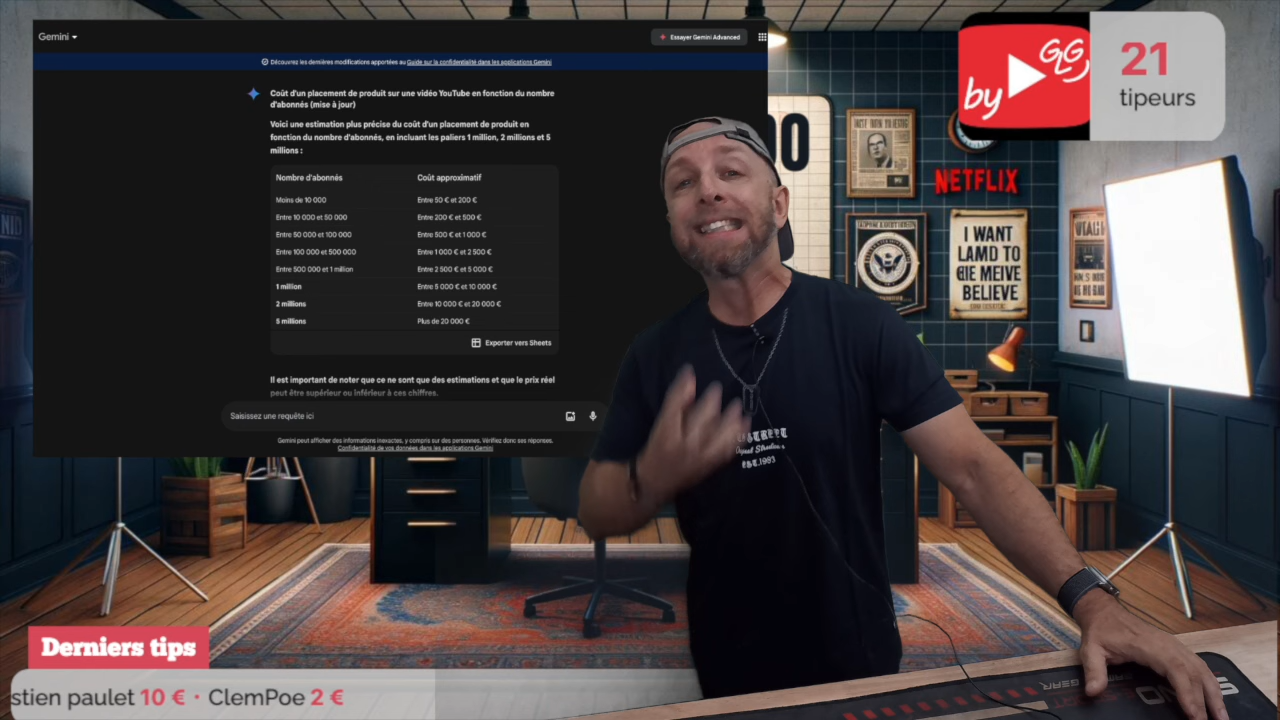 Gemini
Essayer Gemini Advanced
Découvrez les dernières modifications apportées au Guide sur la confidentialité dans les applications Gemini
Coût d'un placement de produit sur une vidéo YouTube en fonction du nombre
d'abonnés (mise à jour)
Voici une estimation plus précise du coût d'un placement de produit en
fonction du nombre d'abonnés, en incluant les paliers 1 million, 2 millions et 5
millions :
Nombre d'abonnés Coût approximatif
Moins de 10 000 Entre 50 € et 200 €
Entre 10 000 et 50 000 Entre 200 € et 500 €
Entre 50 000 et 100 000 Entre 500 € et 1 000 €
Entre 100 000 et 500 000 Entre 1 000 € et 2 500 €
Entre 500 000 et 1 million Entre 2 500 € et 5 000 €
1 million Entre 5 000 € et 10 000 €
2 millions Entre 10 000 € et 20 000 €
5 millions Plus de 20 000 €
Exporter vers Sheets
Il est important de noter que ce ne sont que des estimations et que le prix réel
peut être supérieur ou inférieur à ces chiffres.
Saisissez une requête ici
Gemini peut afficher des informations inexactes, y compris sur des personnes. Vérifiez donc ses réponses.
Confidentialité de vos données dans les applications Gemini
by GLG
21
tipeurs
NETFLIX
I WANT
LAMD TO
MEIVE
BELIEVE
EST.1993
Derniers tips
stien paulet 10 € · ClemPoe 2 €